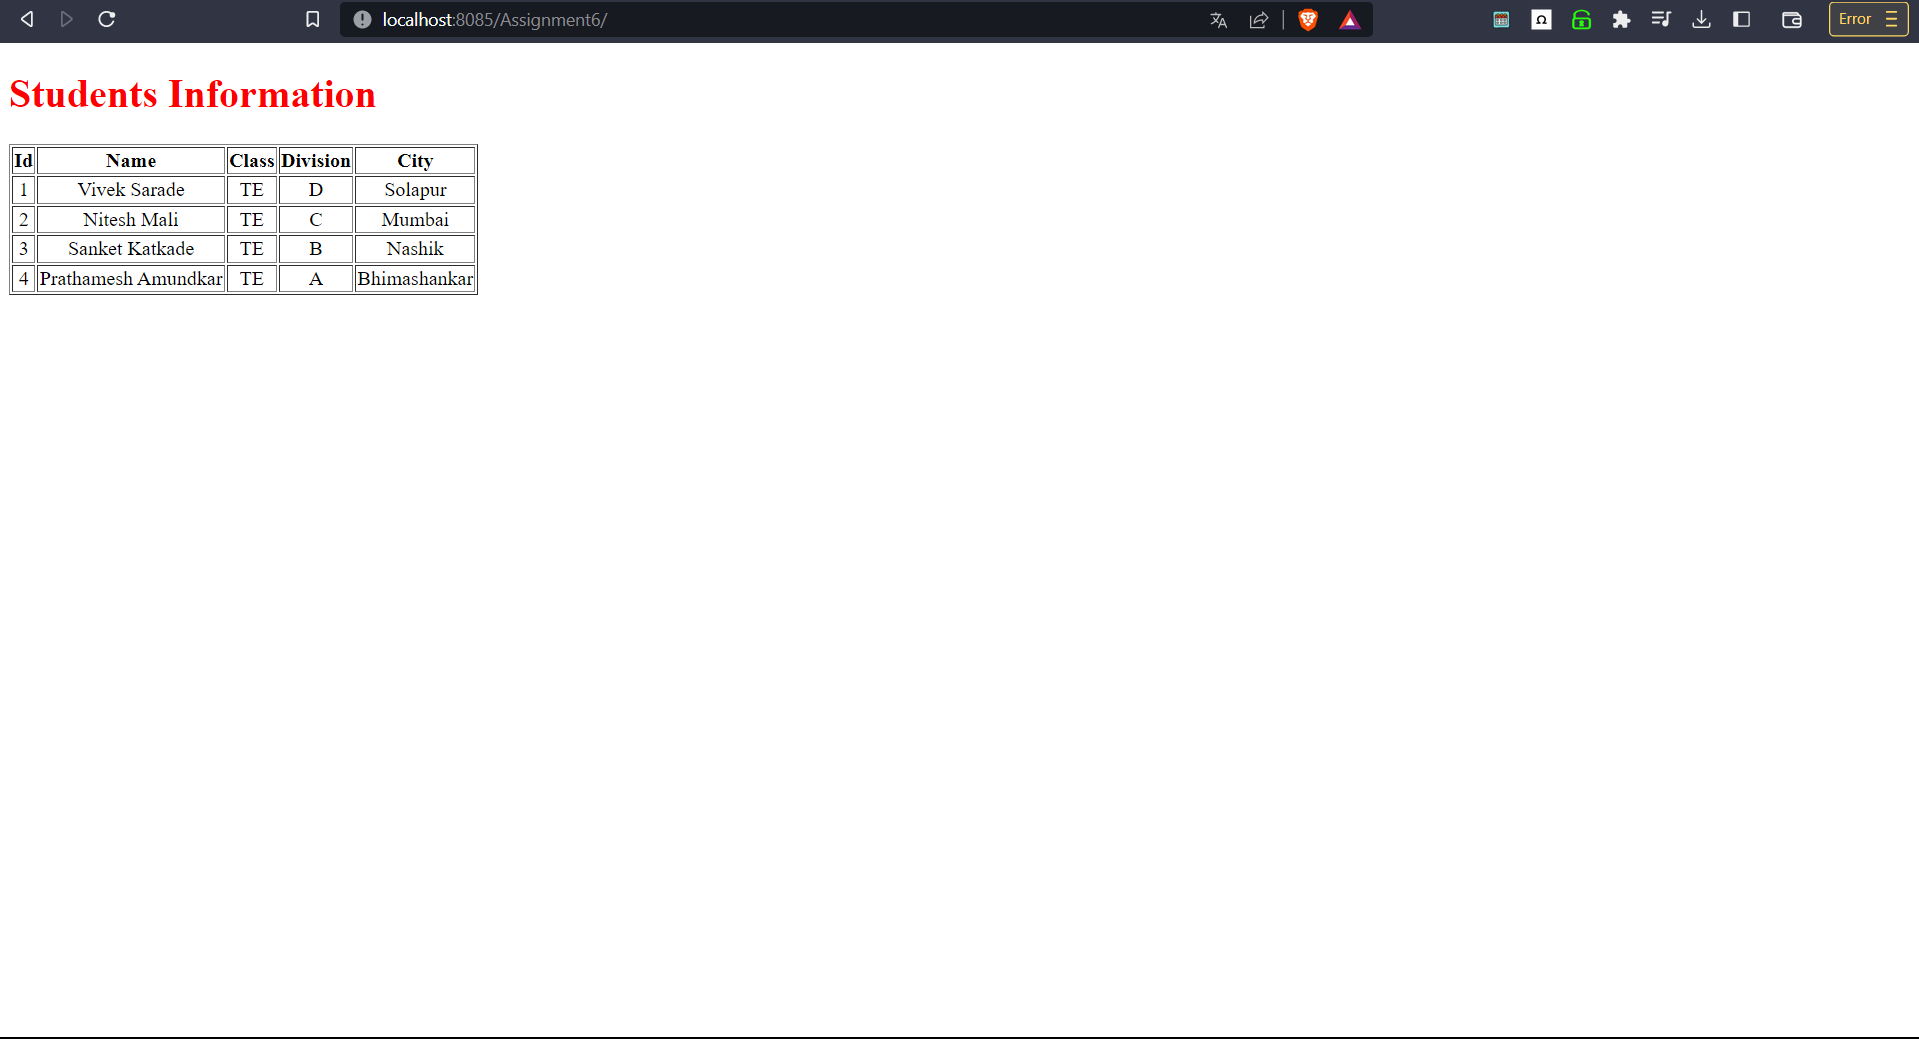 localhost:8085/Assignment6/
Error
Students Information
Id Name Class Division City
1 Vivek Sarade TE D Solapur
2 Nitesh Mali TE C Mumbai
3 Sanket Katkade TE B Nashik
4 Prathamesh Amundkar TE A Bhimashankar